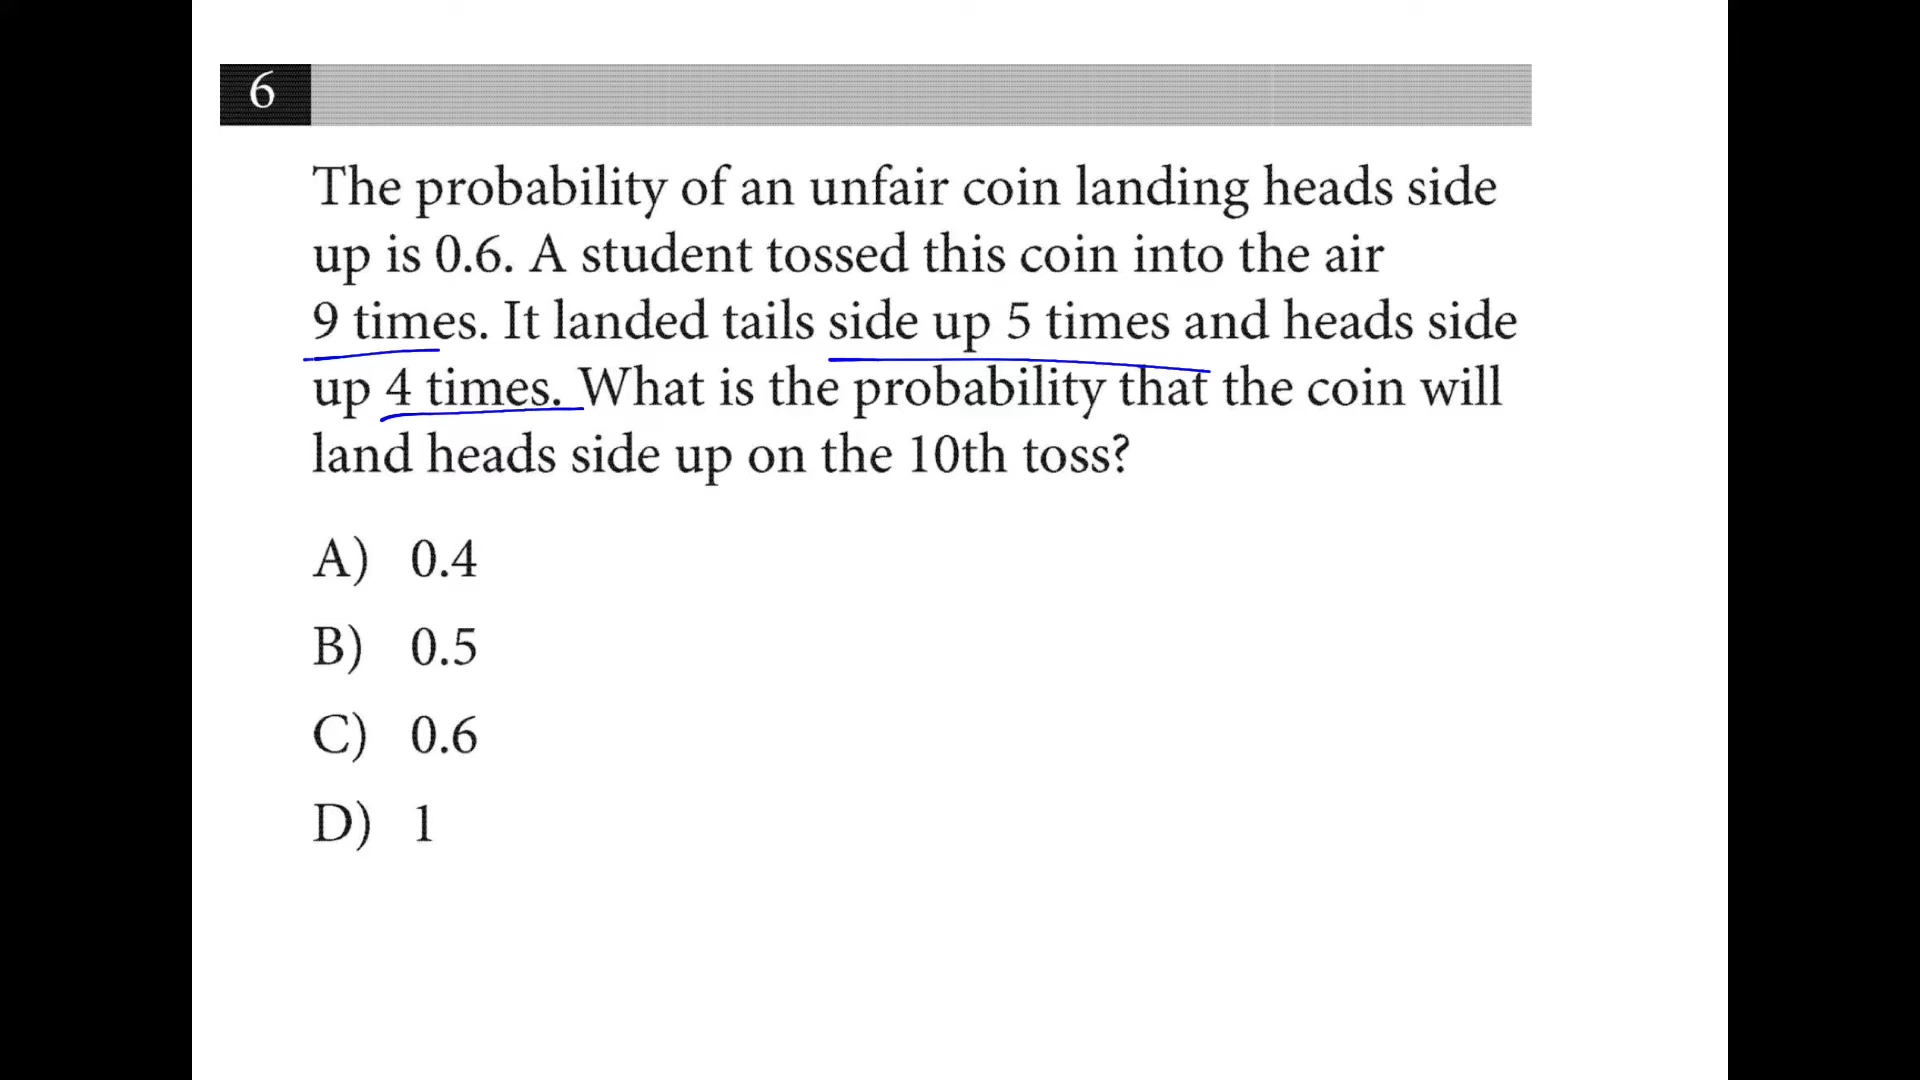 6
The probability of an unfair coin landing heads side
up is 0.6. A student tossed this coin into the air
9 times. It landed tails side up 5 times and heads side
up 4 times. What is the probability that the coin will
land heads side up on the 10th toss?
A) 0.4
B) 0.5
C) 0.6
D) 1